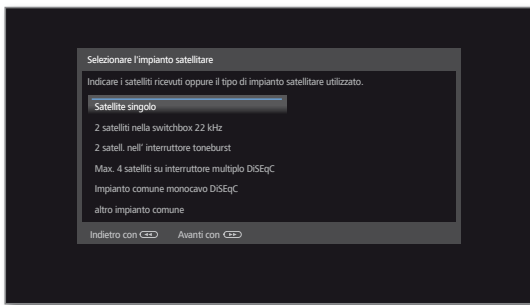 Selezionare l'impianto satellitare
Indicare i satelliti ricevuti oppure il tipo di impianto satellitare utilizzato.
Satellite singolo
2 satelliti nella switchbox 22 kHz
2 satell. nell' interruttore toneburst
Max. 4 satelliti su interruttore multiplo DiSEqC
Impianto comune monocavo DiSEqC
altro impianto comune
Indietro con Avanti con